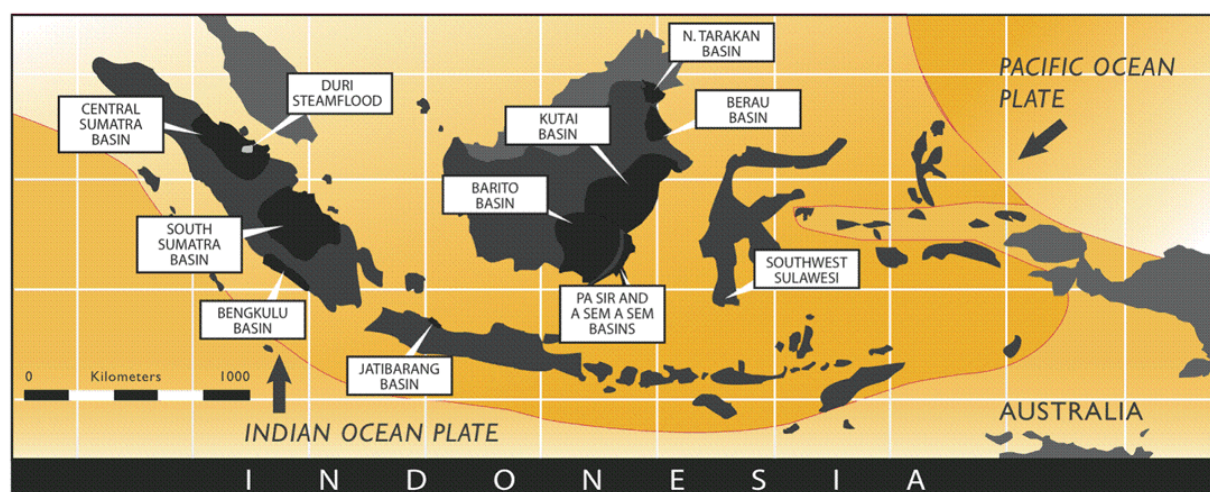 N. TARAKAN
BASIN
PACIFIC OCEAN
PLATE
DURI
STEAMFLOOD
CENTRAL
SUMATRA
BASIN
KUTAI
BASIN
BERAU
BASIN
BARITO
BASIN
SOUTH
SUMATRA
BASIN
SOUTHWEST
SULAWESI
PA SIR AND
A SEM A SEM
BASINS
BENGKULU
BASIN
JATIBARANG
BASIN
0 Kilometers 1000
INDIAN OCEAN PLATE
AUSTRALIA
I N D O N E S I A